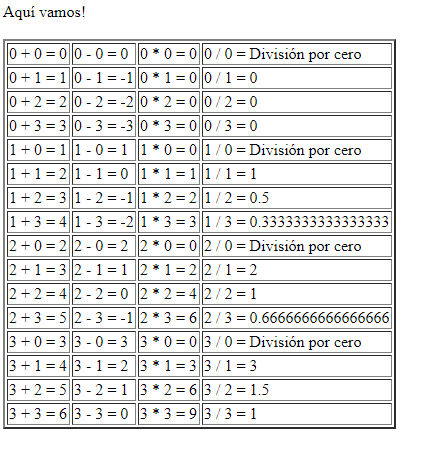 Aquí vamos!
0 + 0 = 0 0 - 0 = 0 0 * 0 = 0 0 / 0 = División por cero
0 + 1 = 1 0 - 1 = -1 0 * 1 = 0 0 / 1 = 0
0 + 2 = 2 0 - 2 = -2 0 * 2 = 0 0 / 2 = 0
0 + 3 = 3 0 - 3 = -3 0 * 3 = 0 0 / 3 = 0
1 + 0 = 1 1 - 0 = 1 1 * 0 = 0 1 / 0 = División por cero
1 + 1 = 2 1 - 1 = 0 1 * 1 = 1 1 / 1 = 1
1 + 2 = 3 1 - 2 = -1 1 * 2 = 2 1 / 2 = 0.5
1 + 3 = 4 1 - 3 = -2 1 * 3 = 3 1 / 3 = 0.3333333333333333
2 + 0 = 2 2 - 0 = 2 2 * 0 = 0 2 / 0 = División por cero
2 + 1 = 3 2 - 1 = 1 2 * 1 = 2 2 / 1 = 2
2 + 2 = 4 2 - 2 = 0 2 * 2 = 4 2 / 2 = 1
2 + 3 = 5 2 - 3 = -1 2 * 3 = 6 2 / 3 = 0.6666666666666666
3 + 0 = 3 3 - 0 = 3 3 * 0 = 0 3 / 0 = División por cero
3 + 1 = 4 3 - 1 = 2 3 * 1 = 3 3 / 1 = 3
3 + 2 = 5 3 - 2 = 1 3 * 2 = 6 3 / 2 = 1.5
3 + 3 = 6 3 - 3 = 0 3 * 3 = 9 3 / 3 = 1